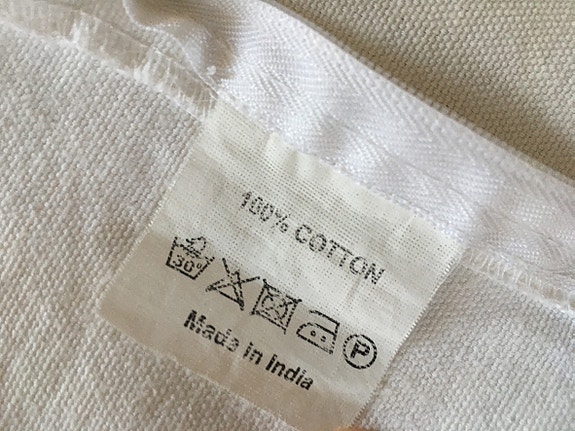 100% COTTON
30°
P
Made in India